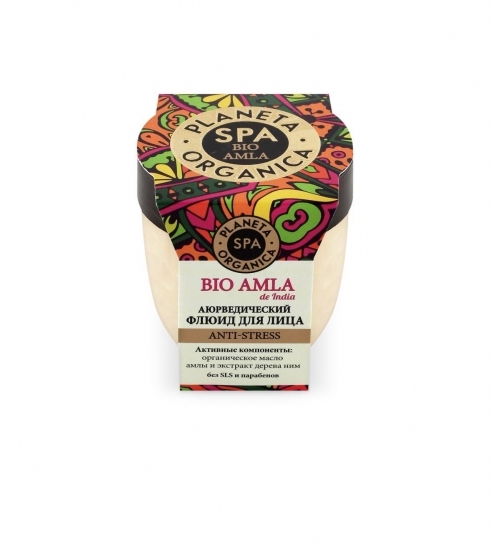 PLANETA
SPA
BIO
AMLA
ORGANICA
PLANETA
SPA
ORGANICA
BIO AMLA
de India
АЮРВЕДИЧЕСКИЙ
ФЛЮИД ДЛЯ ЛИЦА
ANTI-STRESS
Активные компоненты:
органическое масло
амлы и экстракт дерева ним
без SLS и парабенов